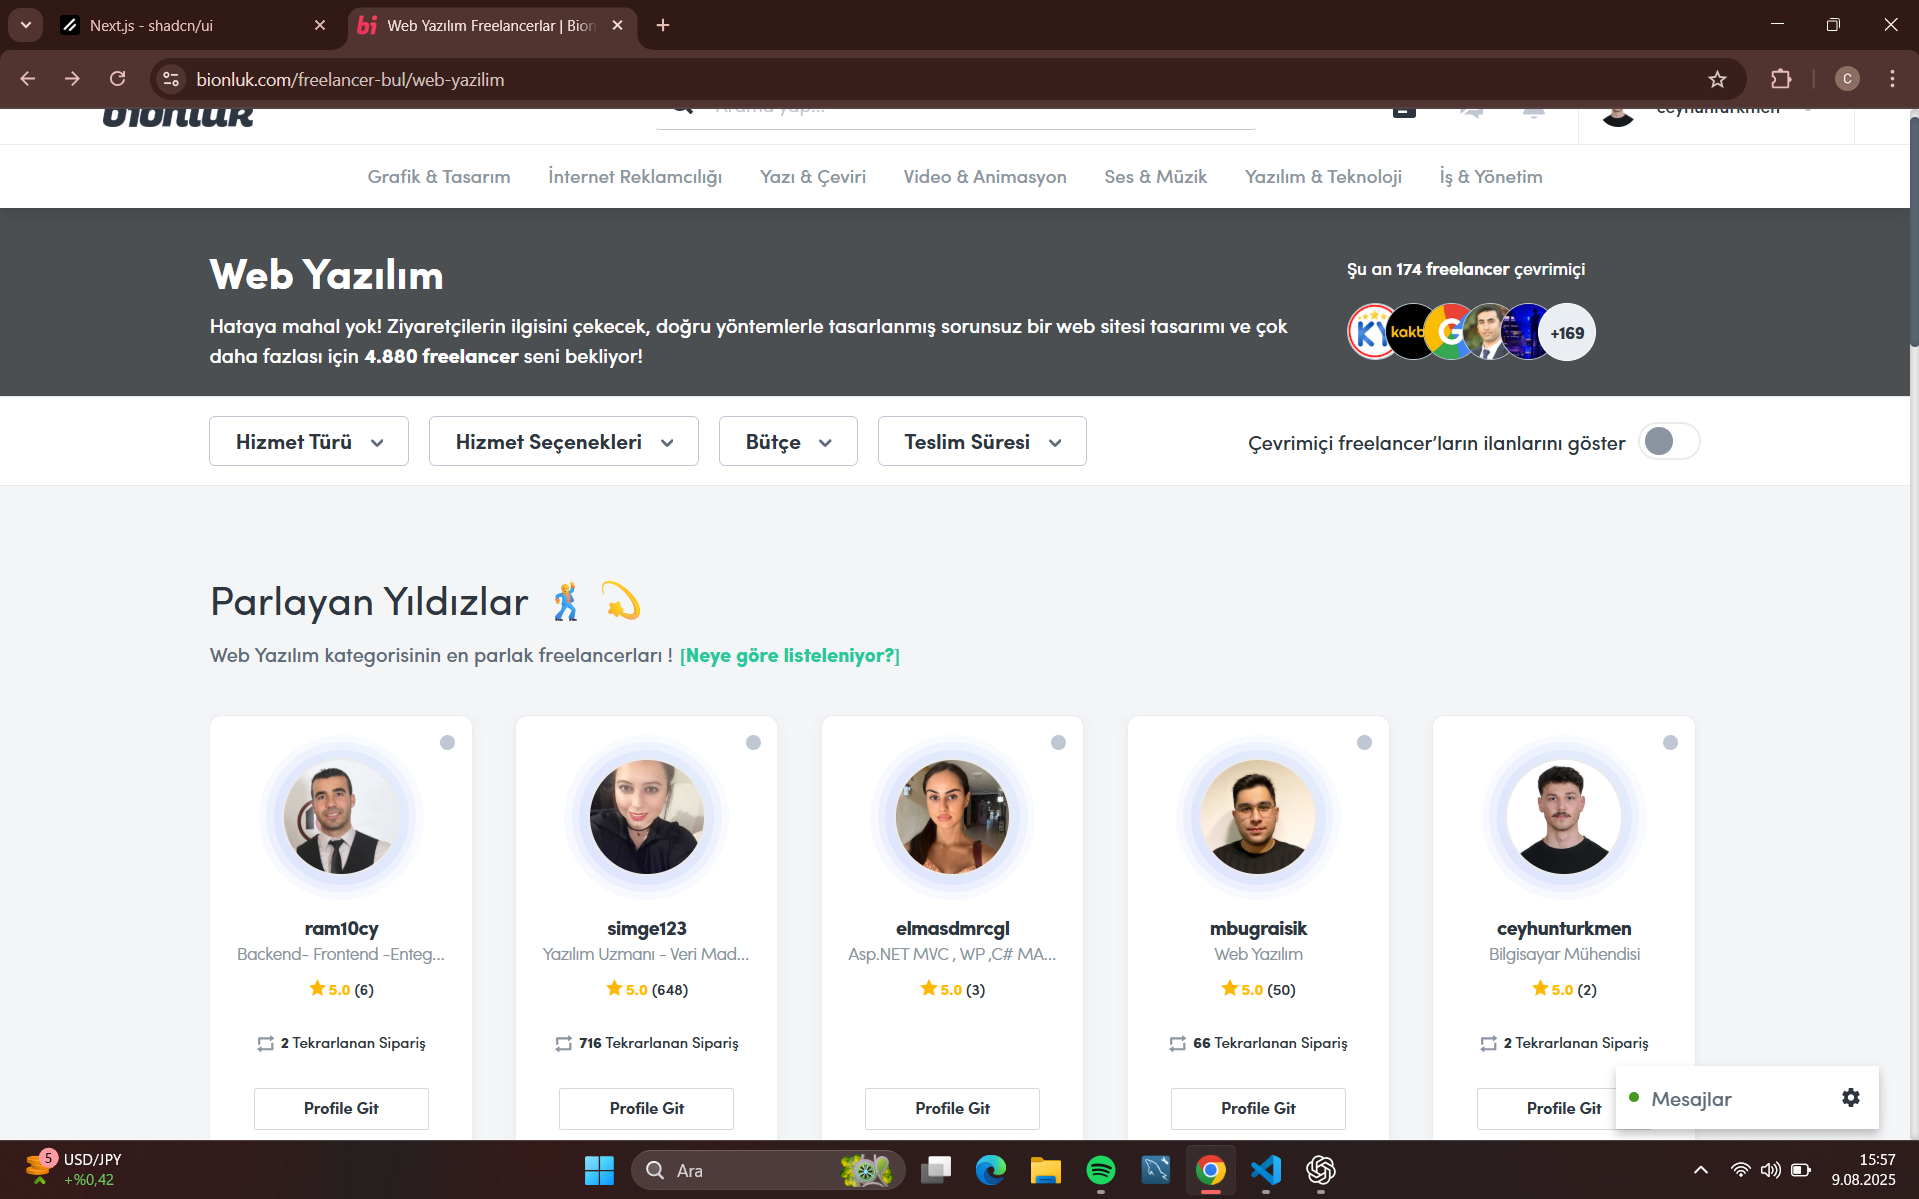 Next.js - shadcn/ui
Web Yazılım Freelancerlar | Bion
bionluk.com/freelancer-bul/web-yazilim
C
bionluk
Arama yap...
ceyhunturkmen
Grafik & Tasarım
İnternet Reklamcılığı
Yazı & Çeviri
Video & Animasyon
Ses & Müzik
Yazılım & Teknoloji
İş & Yönetim
Web Yazılım
Hataya mahal yok! Ziyaretçilerin ilgisini çekecek, doğru yöntemlerle tasarlanmış sorunsuz bir web sitesi tasarımı ve çok
daha fazlası için 4.880 freelancer seni bekliyor!
Şu an 174 freelancer çevrimiçi
+169
Hizmet Türü
Hizmet Seçenekleri
Bütçe
Teslim Süresi
Çevrimiçi freelancer’ların ilanlarını göster
Parlayan Yıldızlar
Web Yazılım kategorisinin en parlak freelancerları ! [Neye göre listeleniyor?]
ram10cy
Backend- Frontend -Enteg...
5.0 (6)
2 Tekrarlanan Sipariş
Profile Git
simge123
Yazılım Uzmanı - Veri Mad...
5.0 (648)
716 Tekrarlanan Sipariş
Profile Git
elmasdmrcgl
Asp.NET MVC , WP ,C# MA...
5.0 (3)
Profile Git
mbugraisik
Web Yazılım
5.0 (50)
66 Tekrarlanan Sipariş
Profile Git
ceyhunturkmen
Bilgisayar Mühendisi
5.0 (2)
2 Tekrarlanan Sipariş
Profile Git
Mesajlar
5
USD/JPY
+%0,42
Ara
15:57
9.08.2025